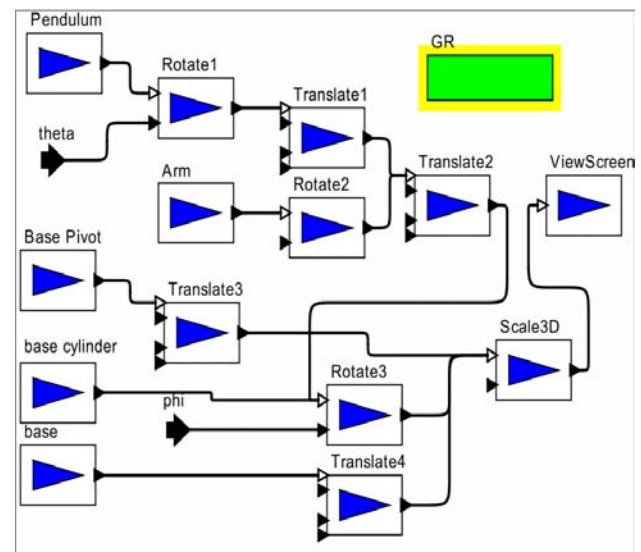 Pendulum
GR
Rotate1
Translate1
theta
Translate2
ViewScreen
Arm
Rotate2
Base Pivot
Translate3
Scale3D
base cylinder
Rotate3
phi
base
Translate4